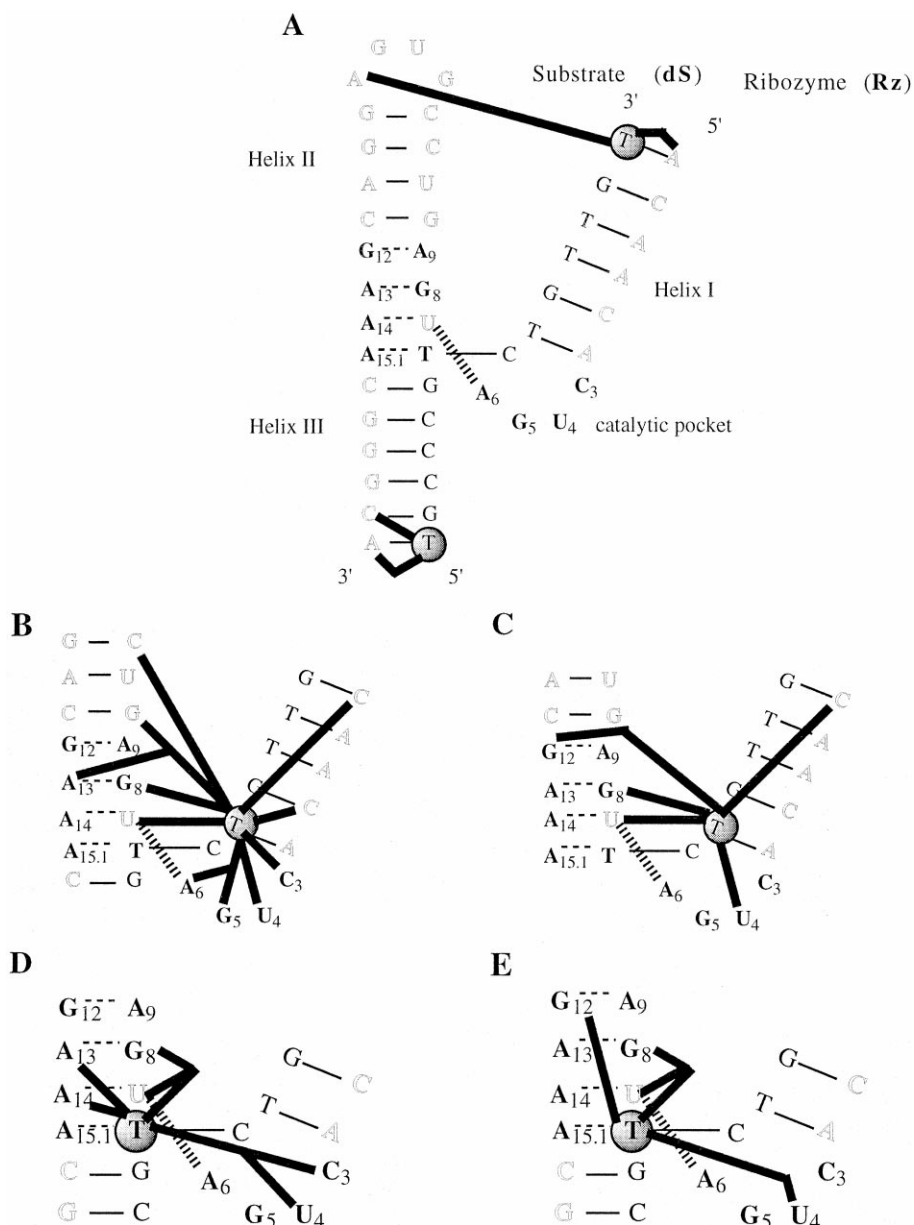 A
G U
A G
Substrate (dS)
Ribozyme (Rz)
3'
5'
T A
G — C
G — C
Helix II
A — U
C — G
G12 A9
A13 G8
A14 U
A15.1 T — C
G — C
T — A
T — A
G — C
T — A
Helix I
C3
A6
G5 U4 catalytic pocket
C — G
G — C
Helix III
G — C
G — C
C — G
A T
3' 5'
B
G — C
A — U
C — G
G12 A9
A13 G8
A14 U
A15.1 T — C
C — G
G — C
T — A
T — A
G C
T A
A6
C3
G5 U4
C
A — U
C — G
G12 A9
A13 G8
A14 U
A15.1 T — C
G — C
T — A
T — A
G C
T A
A6
C3
G5 U4
D
G12 A9
A13 G8
A14 U
A15.1 T — C
C — G
G — C
G — C
T — A
A6
C3
G5 U4
E
G12 A9
A13 G8
A14 U
A15.1 T — C
C — G
G — C
G — C
T — A
A6
C3
G5 U4